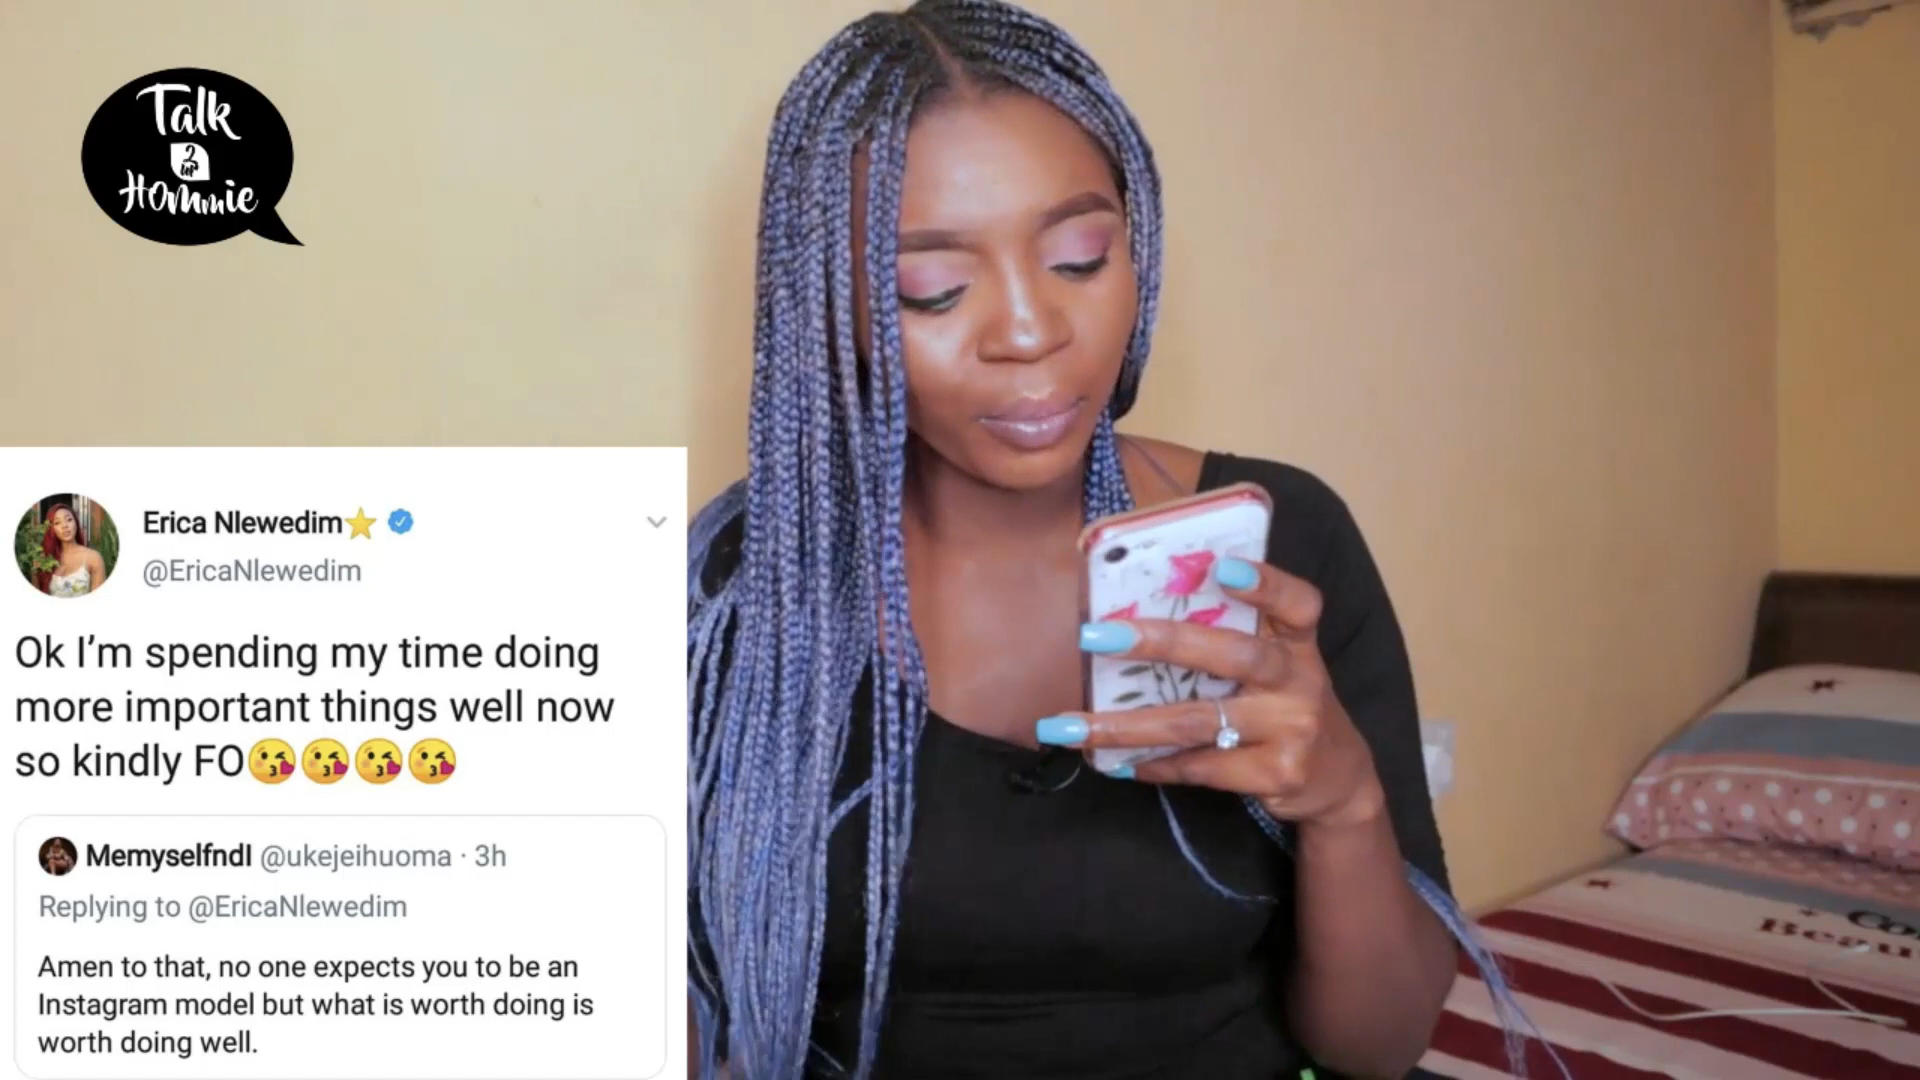 Talk
2
ur
Hommie
Erica Nlewedim⭐
@EricaNlewedim
Ok I’m spending my time doing
more important things well now
so kindly FO😘😘😘😘
MemyselfndI @ukejeihuoma · 3h
Replying to @EricaNlewedim
Amen to that, no one expects you to be an
Instagram model but what is worth doing is
worth doing well.